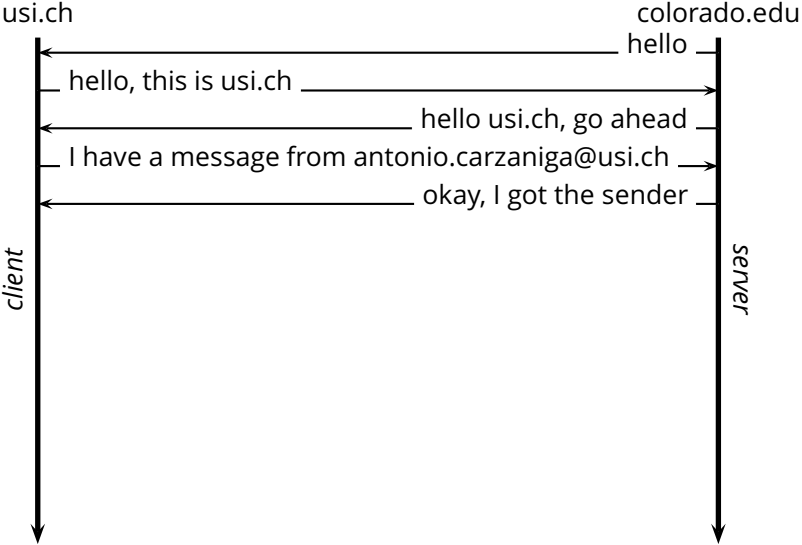 usi.ch
colorado.edu
hello
hello, this is usi.ch
hello usi.ch, go ahead
I have a message from antonio.carzaniga@usi.ch
okay, I got the sender
client
server